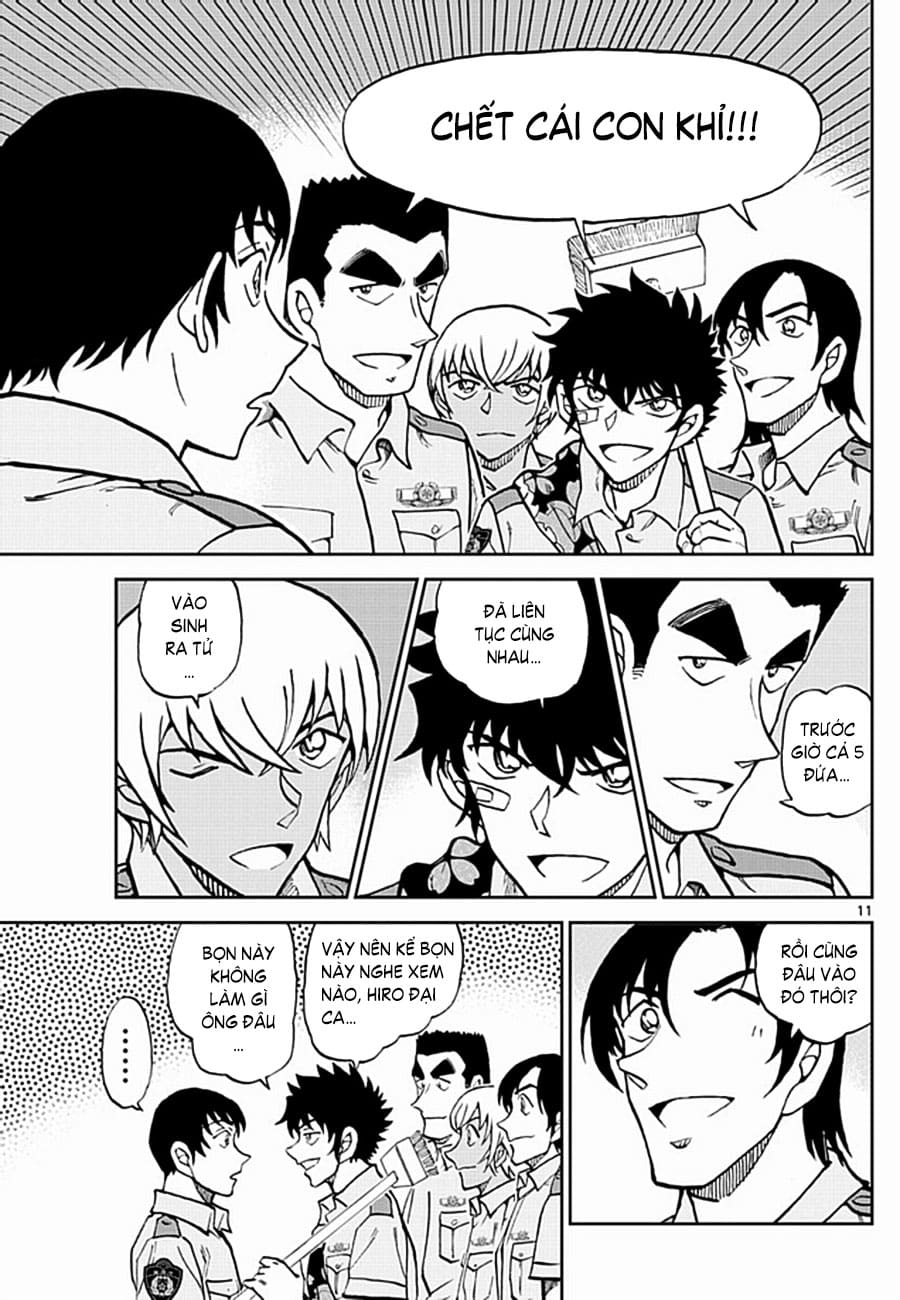 CHẾT CÁI CON KHỈ!!!
TRƯỚC
GIỜ CẢ 5
ĐỨA...
ĐÃ LIÊN
TỤC CÙNG
NHAU...
VÀO
SINH
RA TỬ
...
RỒI CŨNG
ĐÂU VÀO
ĐÓ THÔI?
VẬY NÊN KỂ BỌN
NÀY NGHE XEM
NÀO, HIRO ĐẠI
CA...
BỌN NÀY
KHÔNG
LÀM GÌ
ÔNG ĐÂU
...
.....
11